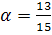 α = 13/15